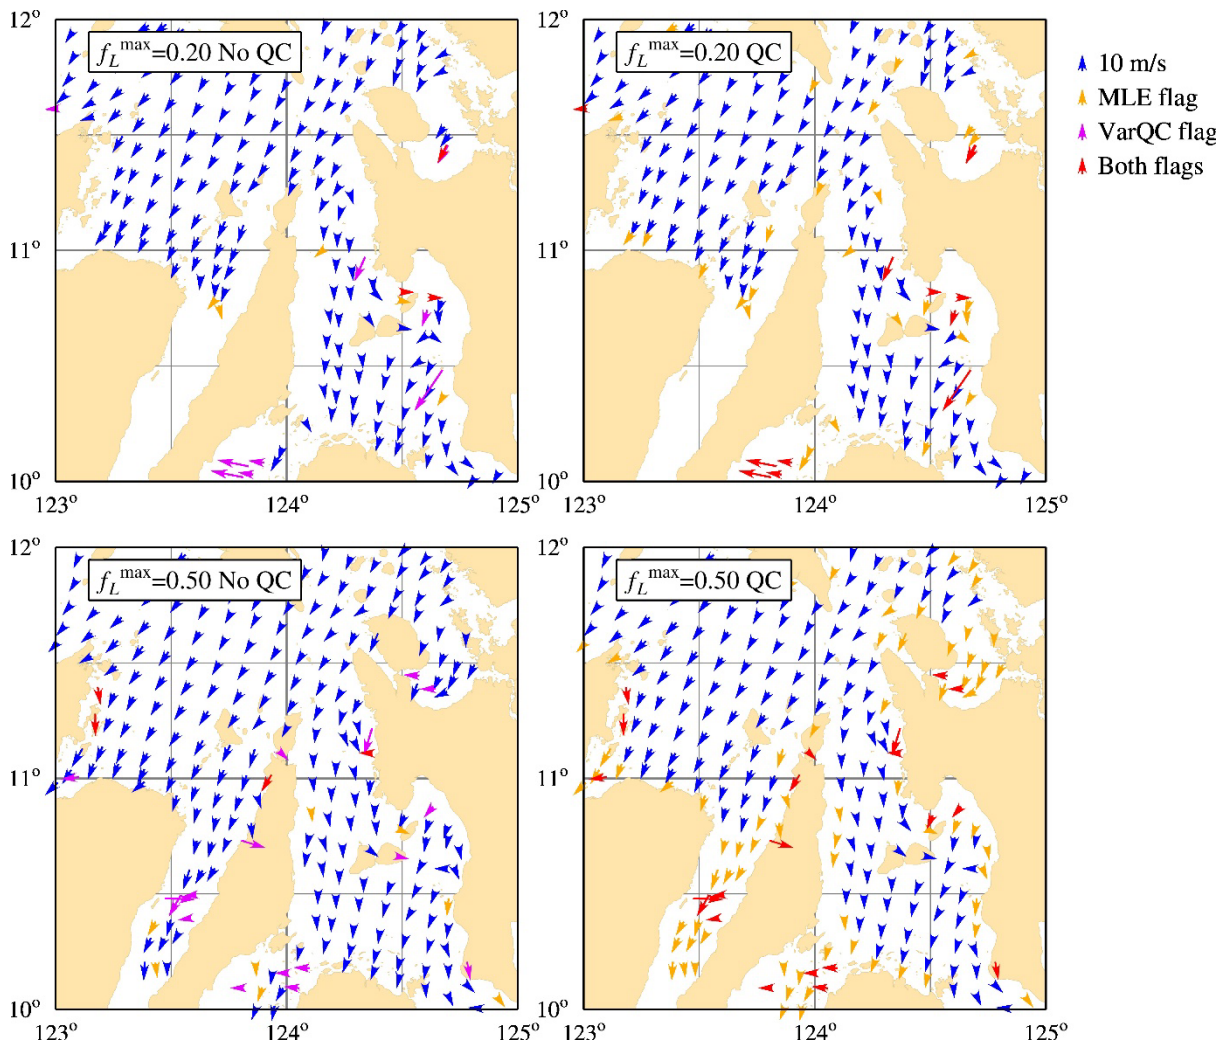 12°
f_L^max=0.20 No QC
11°
10°
123° 124° 125°
f_L^max=0.20 QC
123° 124° 125°
10 m/s
MLE flag
VarQC flag
Both flags
12°
f_L^max=0.50 No QC
11°
10°
123° 124° 125°
12°
f_L^max=0.50 QC
11°
10°
123° 124° 125°
12°
11°
10°